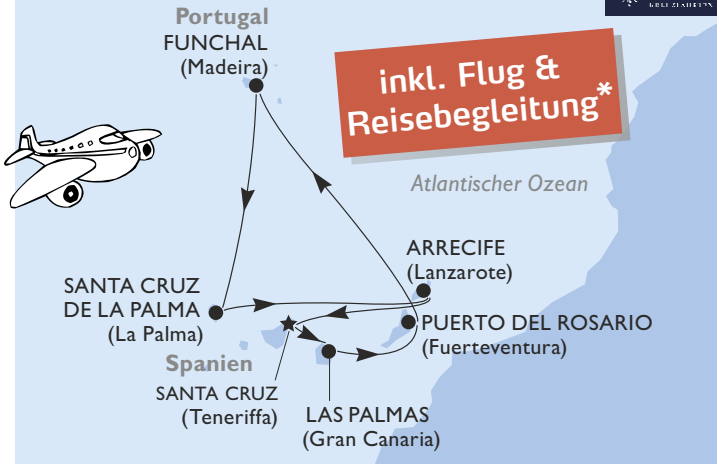 Portugal
FUNCHAL
(Madeira)
inkl. Flug &
Reisebegleitung*
Atlantischer Ozean
ARRECIFE
(Lanzarote)
SANTA CRUZ
DE LA PALMA
(La Palma)
PUERTO DEL ROSARIO
(Fuerteventura)
Spanien
SANTA CRUZ
(Teneriffa)
LAS PALMAS
(Gran Canaria)